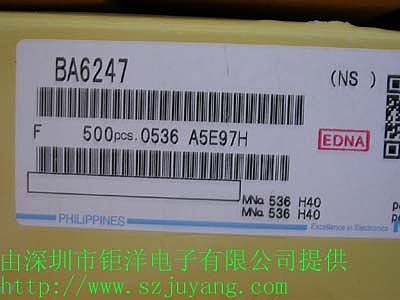 BA6247 (NS)
F 500pcs. 0536 A5E97H
EDNA
MNo. 536 H40
MNo. 536 H40
PHILIPPINES
Excellence in Electronics
由深圳市钜洋电子有限公司提供
http://www.szjuyang.com